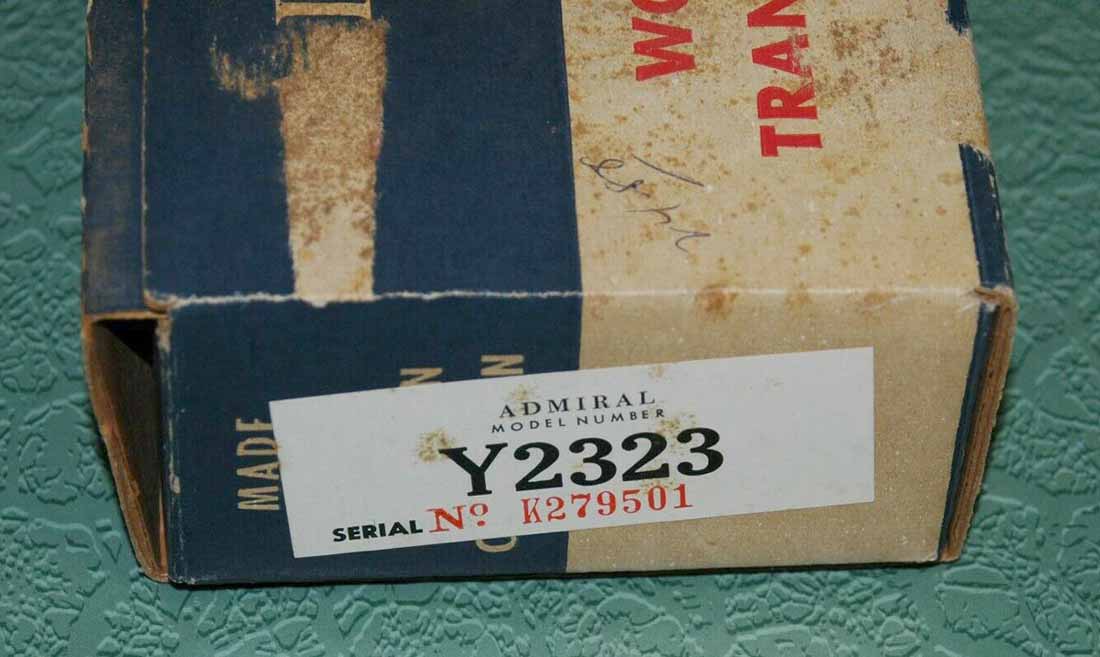 WO
TRAN
MADE
N
N
ADMIRAL
MODEL NUMBER
Y2323
SERIAL No. K279501